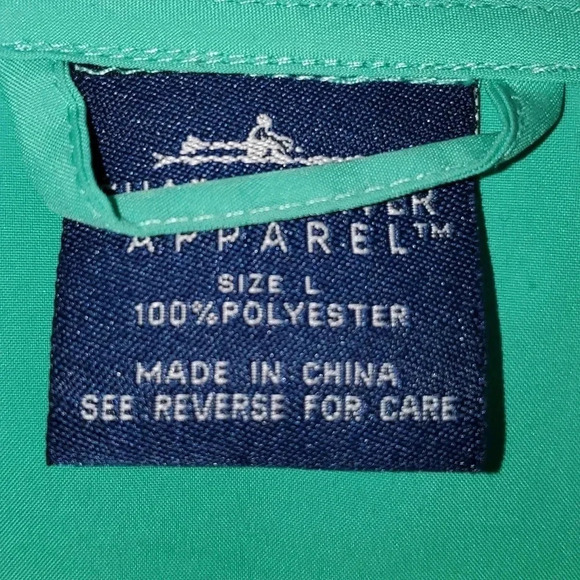 APPAREL™
SIZE L
100% POLYESTER
MADE IN CHINA
SEE REVERSE FOR CARE